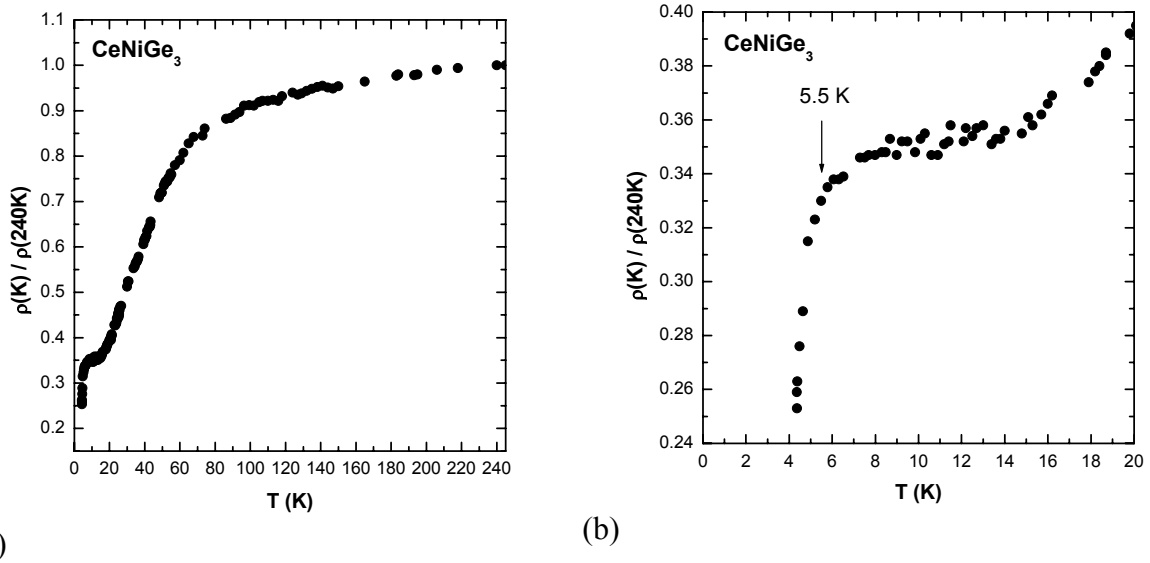 CeNiGe₃
1.1
1.0
0.9
0.8
0.7
0.6
0.5
0.4
0.3
0.2
ρ(K) / ρ(240K)
0 20 40 60 80 100 120 140 160 180 200 220 240
T (K)
)
CeNiGe₃
5.5 K
0.40
0.38
0.36
0.34
0.32
0.30
0.28
0.26
0.24
ρ(K) / ρ(240K)
0 2 4 6 8 10 12 14 16 18 20
T (K)
(b)